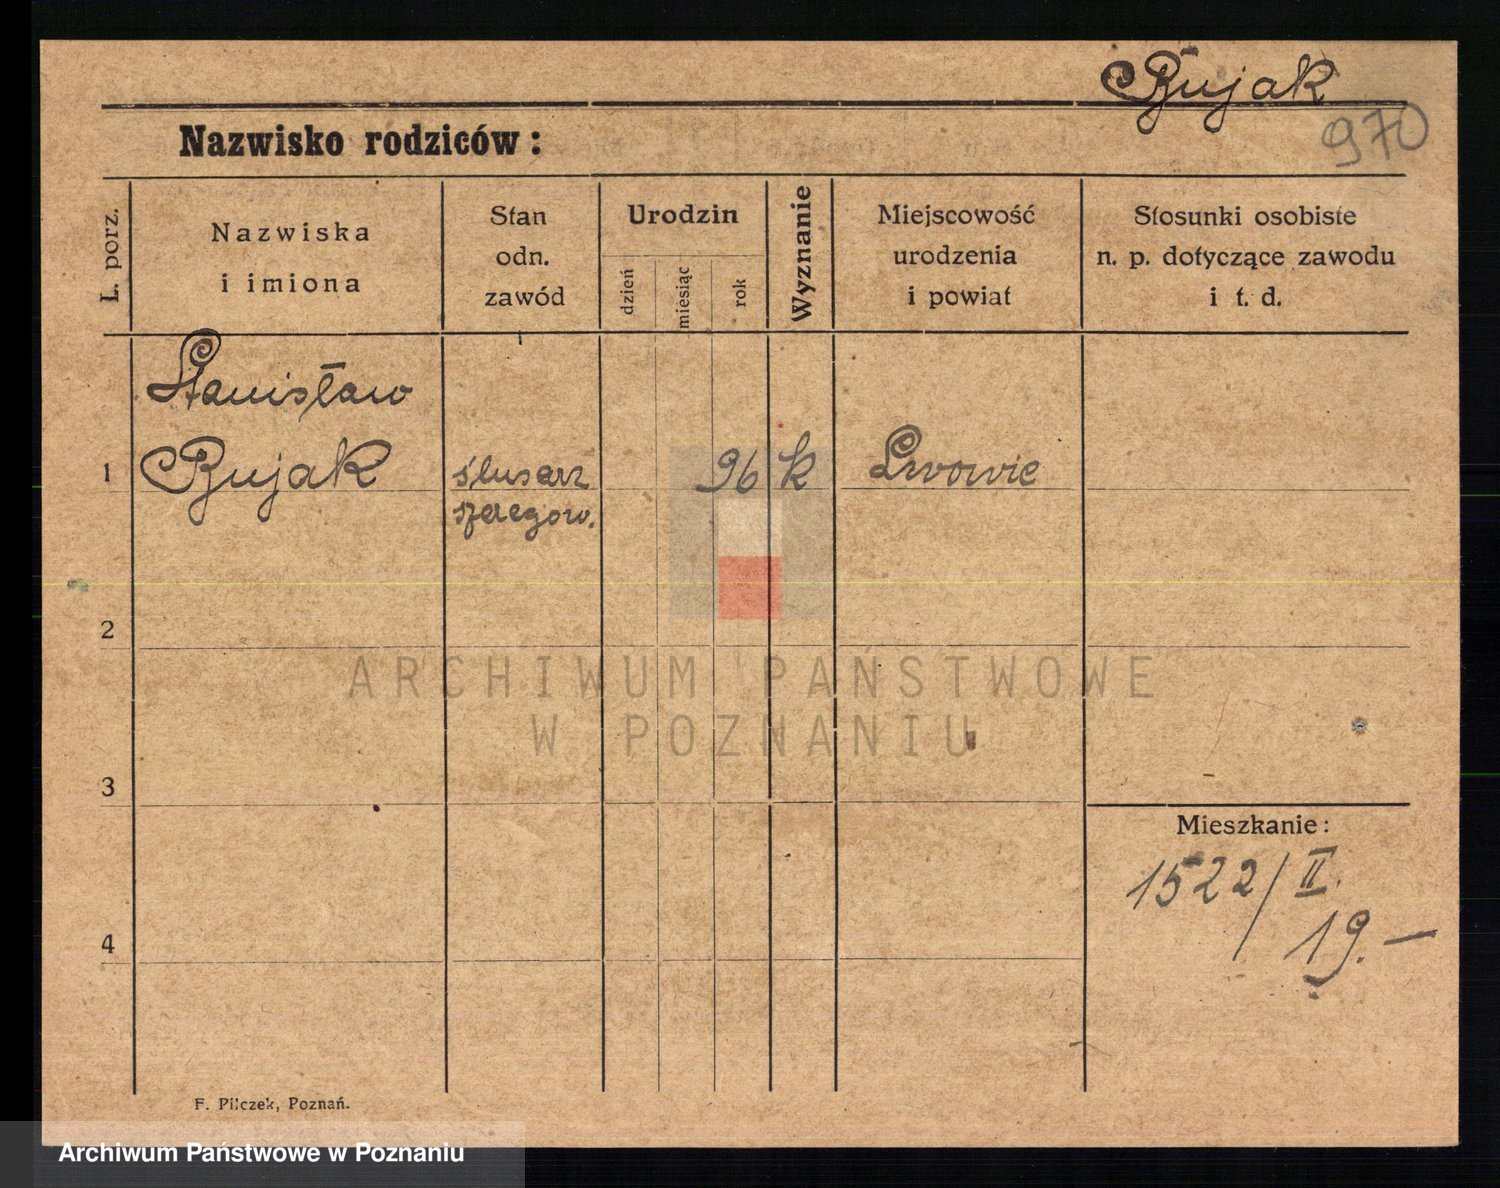 Bujak
970
Nazwisko rodziców:
L. porz.
Nazwiska
i imiona
Stan
odn.
zawód
Urodzin
dzień
miesiąc
rok
Wyznanie
Miejscowość
urodzenia
i powiat
Stosunki osobiste
n. p. dotyczące zawodu
i t. d.
Stanisław
1 Bujak ślusarz 96 k Lwowie
szeregow.
2
ARCHIWUM PAŃSTWOWE
W POZNANIU
3
Mieszkanie:
1522/II.
19.-
4
F. Pilczek, Poznań.
Archiwum Państwowe w Poznaniu